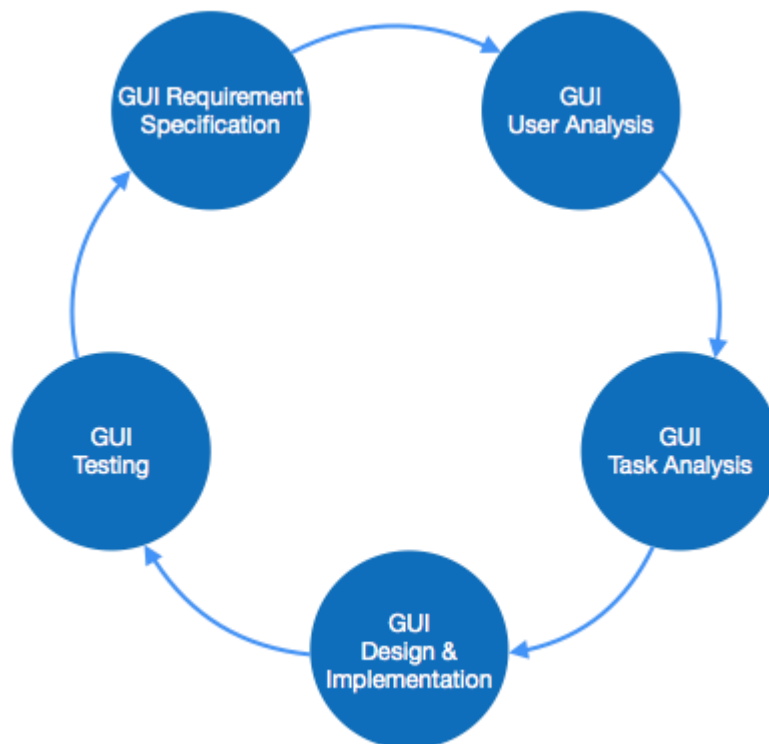 GUI Requirement
Specification
GUI
User Analysis
GUI
Task Analysis
GUI
Design &
Implementation
GUI
Testing